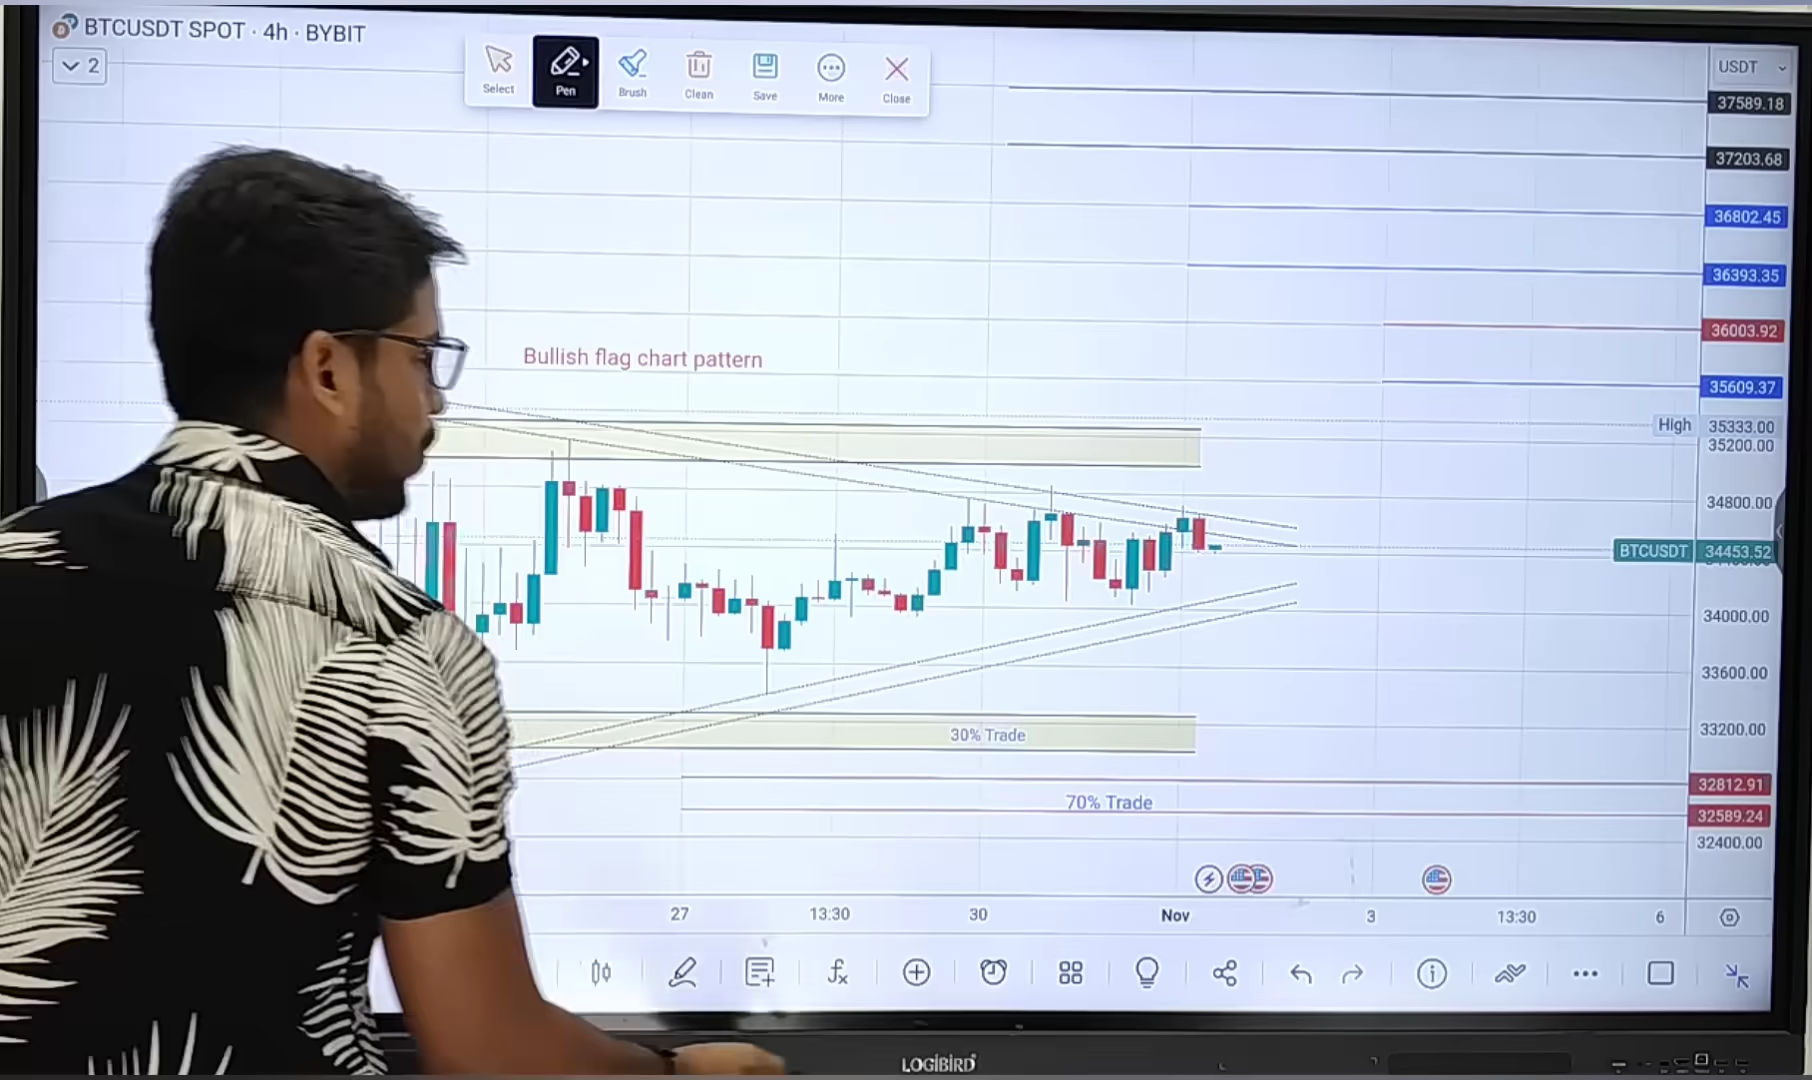 BTCUSDT SPOT · 4h · BYBIT
2
Select
Pen
Brush
Clean
Save
More
Close
USDT
37589.18
37203.68
36802.45
36393.35
36003.92
Bullish flag chart pattern
35609.37
High 35333.00
35200.00
34800.00
BTCUSDT 34453.52
34000.00
33600.00
33200.00
30% Trade
32812.91
70% Trade
32589.24
32400.00
27 13:30 30 Nov 3 13:30 6
fx
LOGIBIRD